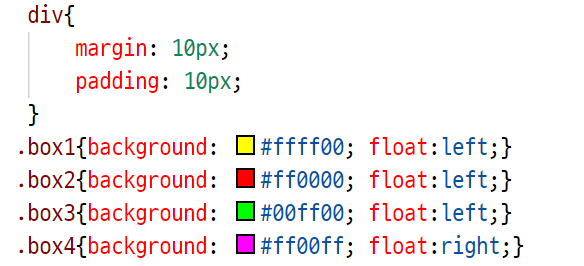 div{
margin: 10px;
padding: 10px;
}
.box1{background: #ffff00; float:left;}
.box2{background: #ff0000; float:left;}
.box3{background: #00ff00; float:left;}
.box4{background: #ff00ff; float:right;}